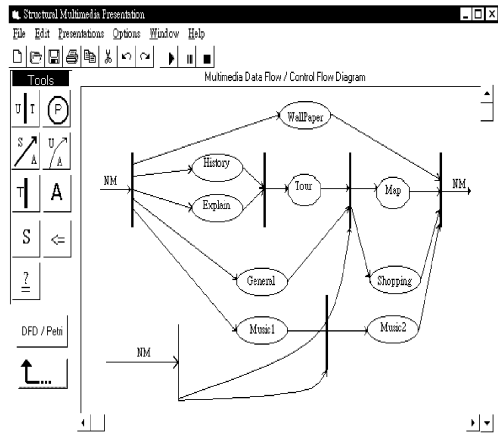 Structural Multimedia Presentation
File Edit Presentations Options Window Help
Tools
Multimedia Data Flow / Control Flow Diagram
U T
P
S A
U A
T
A
S
<=
?
=
DFD / Petri
...
WallPaper
History
NM
Tour
Map
NM
Explain
General
Shopping
Music1
Music2
NM